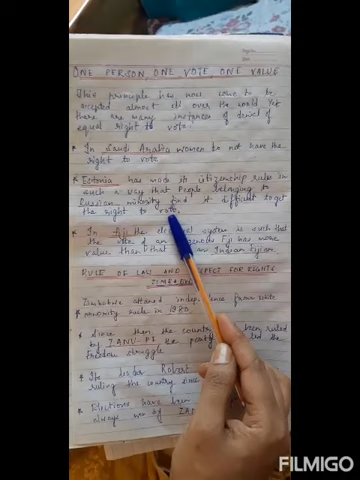 ONE PERSON, ONE VOTE, ONE VALUE
This principle has now come to be
accepted almost all over the world Yet
there are many instances of denial of
equal right to vote.
* In Saudi Arabia women do not have the
right to vote
* Estonia has made its citizenship rules in
such a way that People belonging to
Russian minority find it difficult to get
the right to vote.
* In fiji the system is such that
the vote of an Fiji has more
value than that an Indian Fijian
RULE OF LAW AND RESPECT FOR RIGHTS
Zimbabwe attained independence from white
minority rule in 1980.
* Since then the country been ruled
by ZANU-PF the party led the
freedom struggle
* Its leader Robert
ruling the country since
* Elections have been
always won by ZAN
FILMIGO